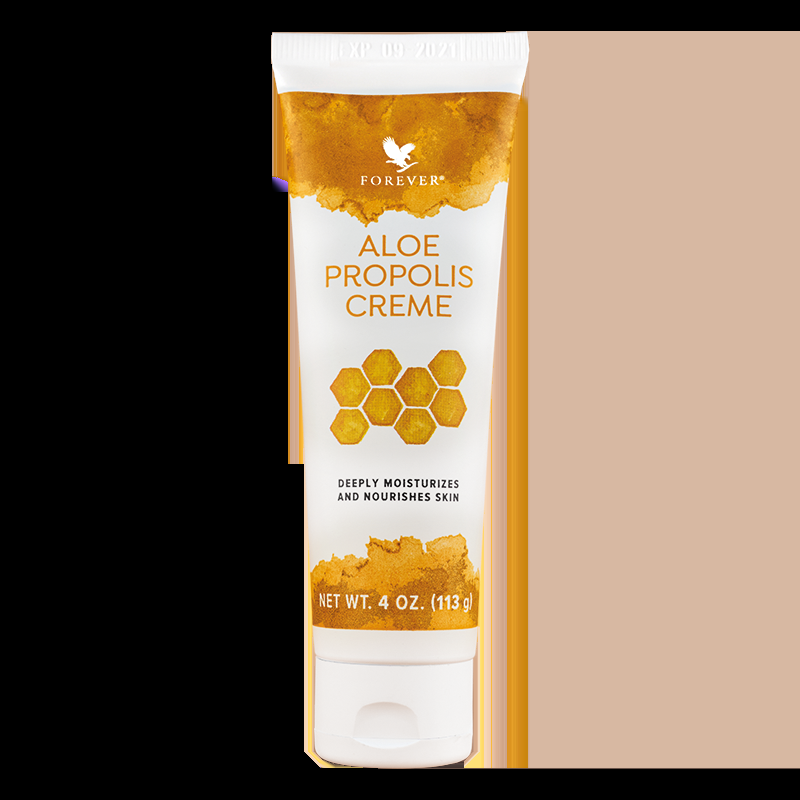 EXP 09 2021
FOREVER®
ALOE
PROPOLIS
CREME
DEEPLY MOISTURIZES
AND NOURISHES SKIN
NET WT. 4 OZ. (113 g)